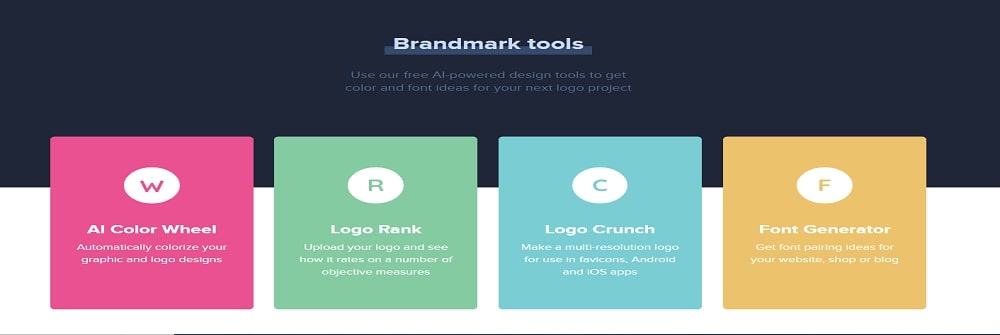 Brandmark tools
Use our free AI-powered design tools to get
color and font ideas for your next logo project
W
AI Color Wheel
Automatically colorize your
graphic and logo designs
R
Logo Rank
Upload your logo and see
how it rates on a number of
objective measures
C
Logo Crunch
Make a multi-resolution logo
for use in favicons, Android
and iOS apps
F
Font Generator
Get font pairing ideas for
your website, shop or blog